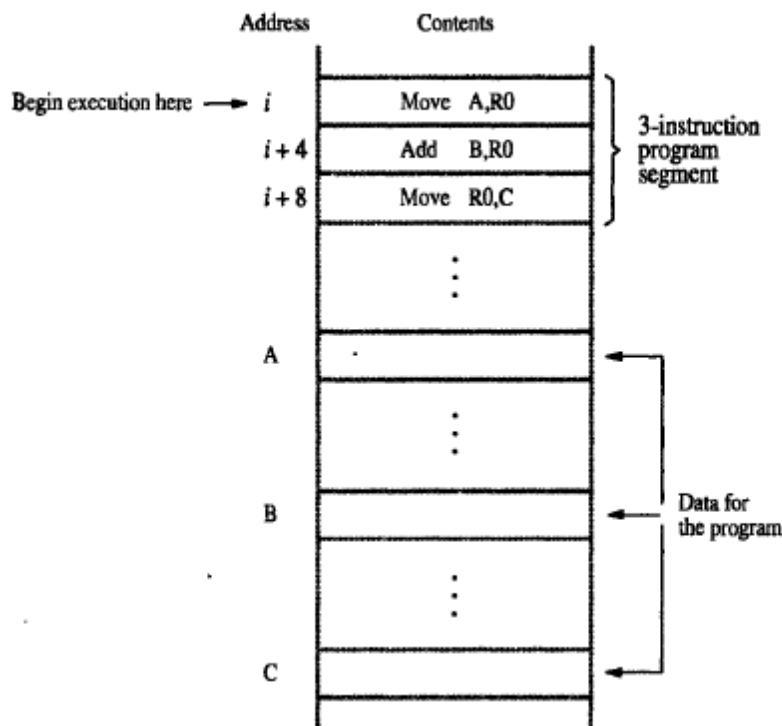 Address Contents
Begin execution here i Move A,R0
i + 4 Add B,R0
i + 8 Move R0,C
3-instruction
program
segment
A
B
Data for
the program
C